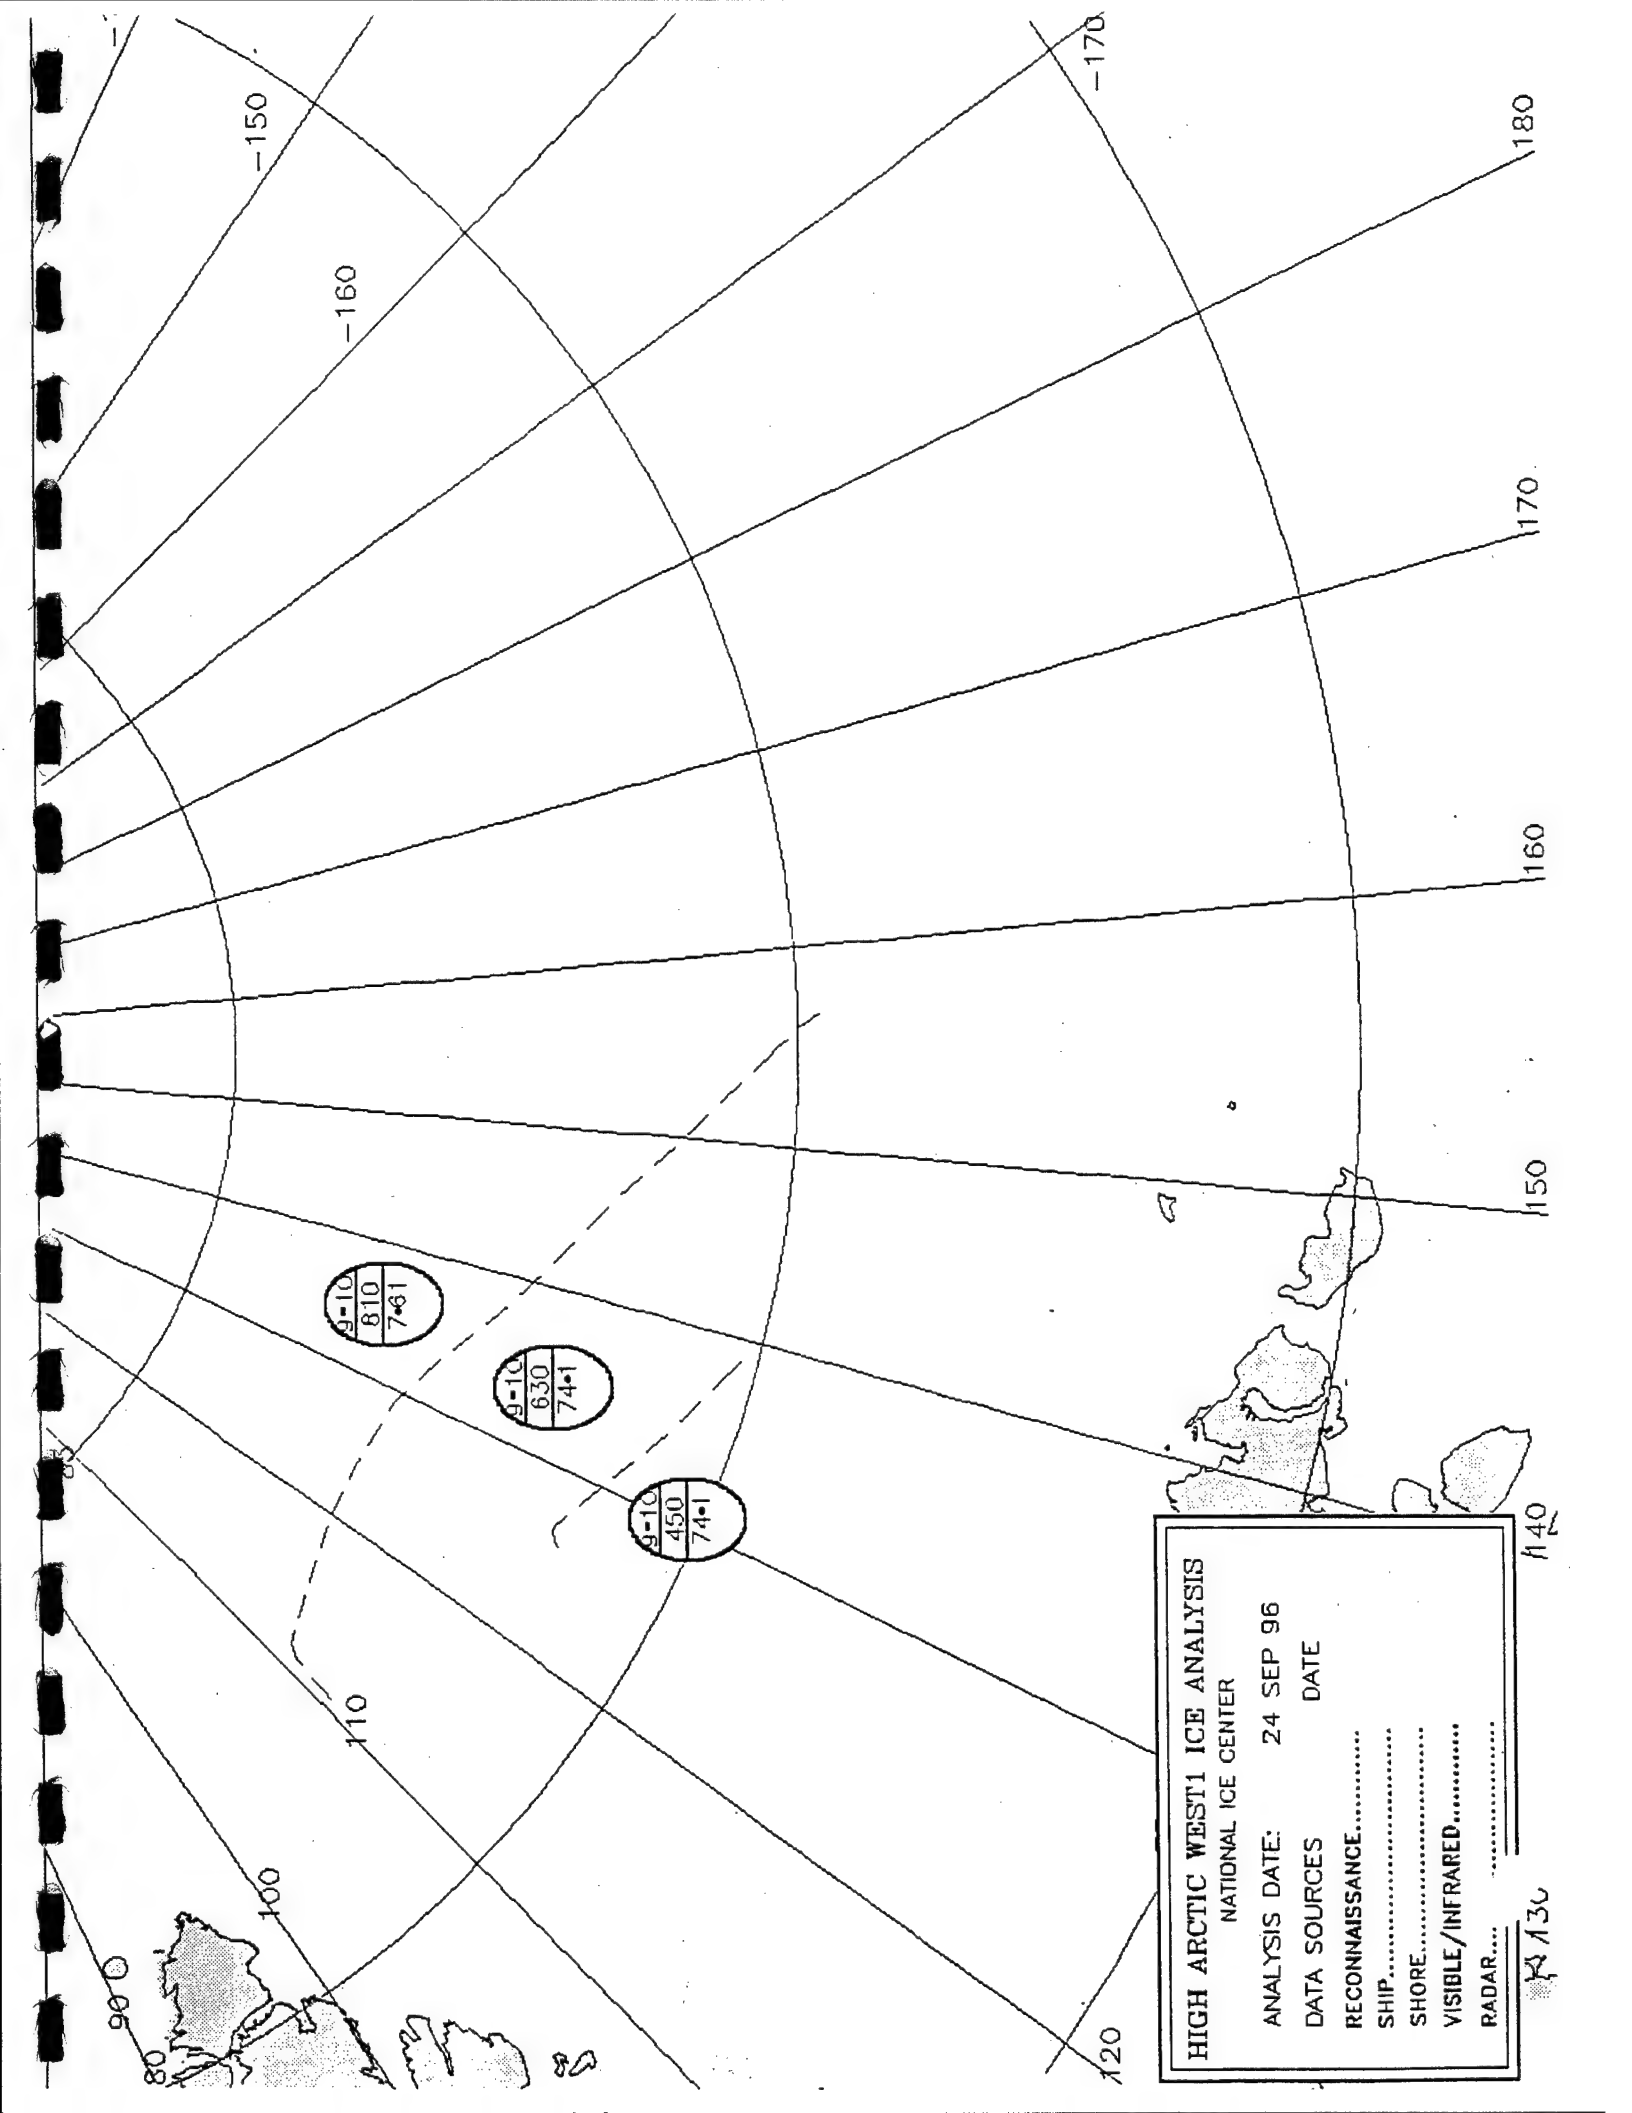 HIGH ARCTIC WEST1 ICE ANALYSIS
NATIONAL ICE CENTER
ANALYSIS DATE: 24 SEP 96
DATA SOURCES DATE
RECONNAISSANCE............
SHIP..........................
SHORE........................
VISIBLE/INFRARED...........
RADAR.... ................
9-10
810
7•61
9-10
630
74•1
9-10
450
74•1
80
90
100
110
120
130
140
150
160
170
180
-170
-160
-150
85